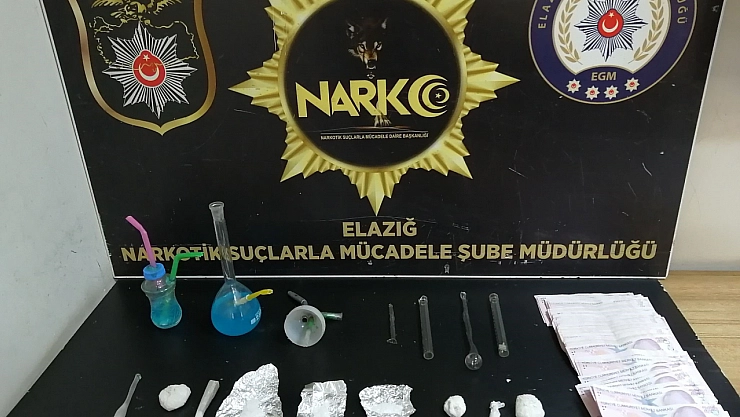 NARKO
NARKOTİK SUÇLARLA MÜCADELE DAİRE BAŞKANLIĞI
EGM
ELAZIĞ
NARKOTİK SUÇLARLA MÜCADELE ŞUBE MÜDÜRLÜĞÜ